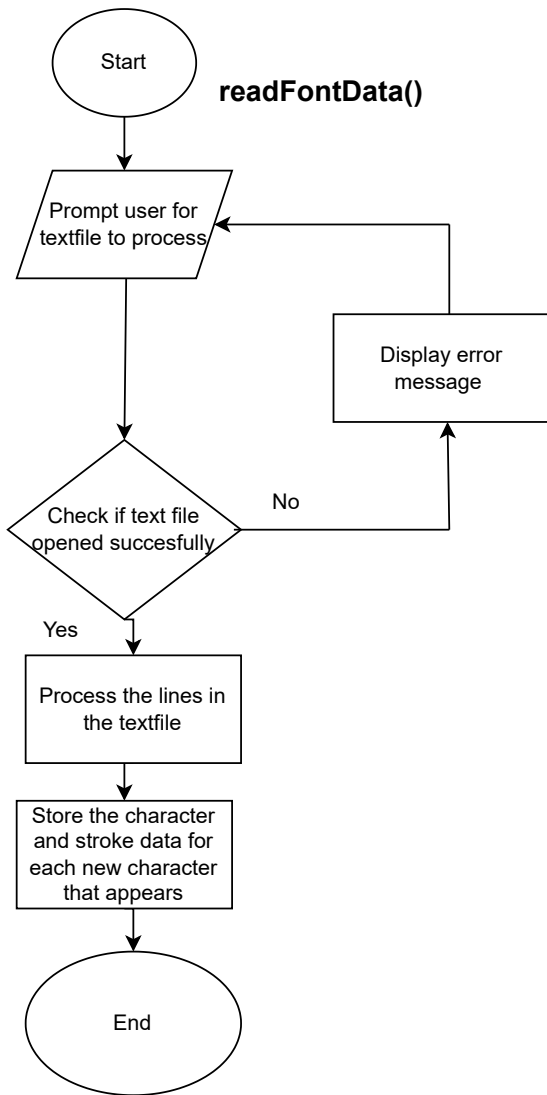 Start
readFontData()
Prompt user for
textfile to process
Display error
message
Check if text file
opened succesfully
No
Yes
Process the lines in
the textfile
Store the character
and stroke data for
each new character
that appears
End